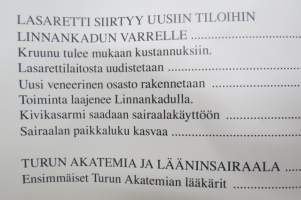 LASARETTI SIIRTYY UUSIIN TILOIHIN
LINNANKADUN VARRELLE ....................
Kruunu tulee mukaan kustannuksiin.
Lasarettilaitosta uudistetaan ....................
Uusi veneerinen osasto rakennetaan ..........
Toiminta laajenee Linnankadulla.
Kivikasarmi saadaan sairaalakäyttöön ........
Sairaalan paikkaluku kasvaa ....................
TURUN AKATEMIA JA LÄÄNINSAIRAALA ..
Ensimmäiset Turun Akatemian lääkärit ........